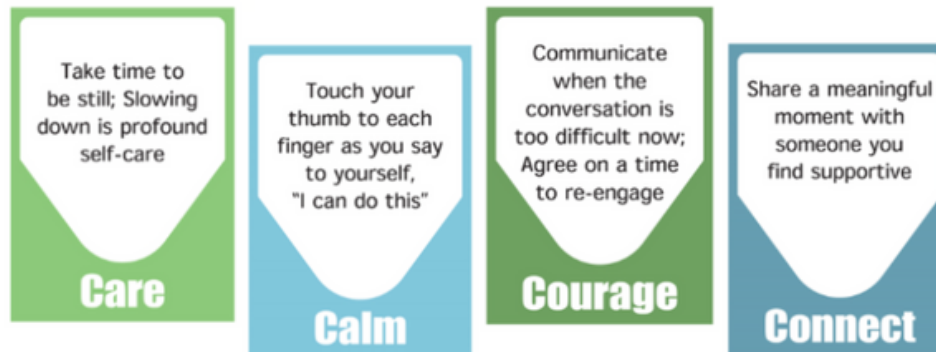 Take time to
be still; Slowing
down is profound
self-care
Care
Touch your
thumb to each
finger as you say
to yourself,
"I can do this"
Calm
Communicate
when the
conversation is
too difficult now;
Agree on a time
to re-engage
Courage
Share a meaningful
moment with
someone you
find supportive
Connect